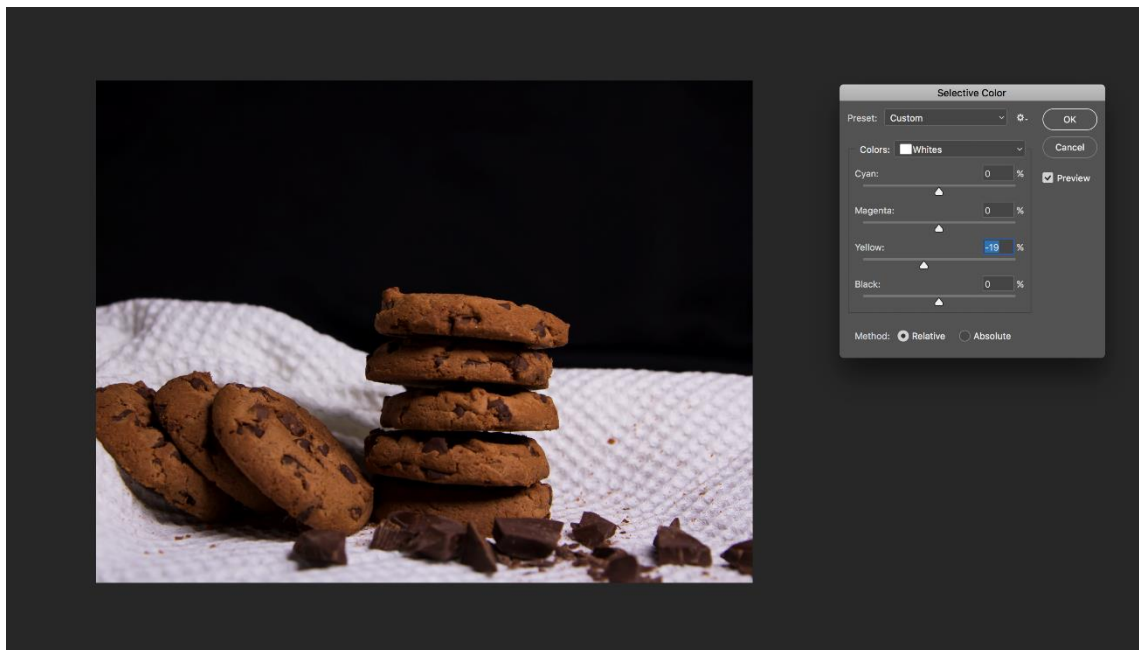 Selective Color
Preset: Custom OK
Colors: Whites Cancel
Cyan: 0 % Preview
Magenta: 0 %
Yellow: -19 %
Black: 0 %
Method: Relative Absolute